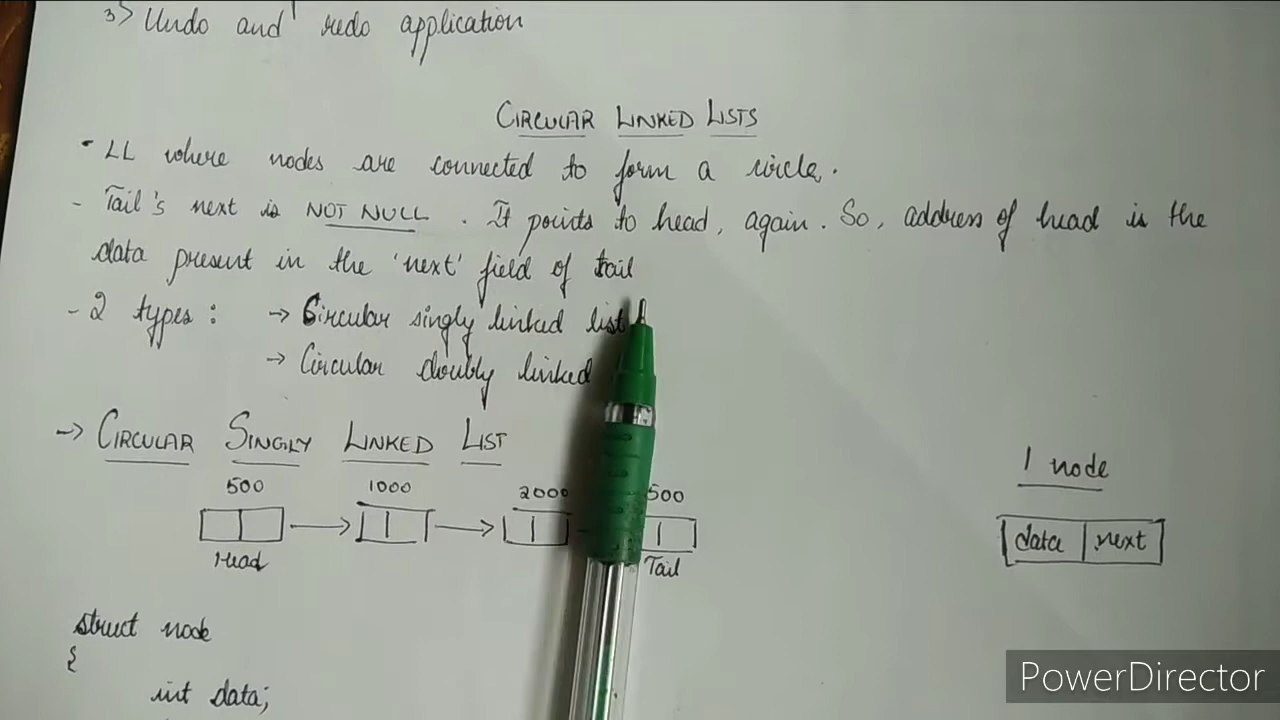 3> Undo and redo application
CIRCULAR LINKED LISTS
- LL where nodes are connected to form a circle.
- Tail's next is NOT NULL. It points to head, again. So, address of head is the
data present in the 'next' field of tail
- 2 types : → Circular singly linked list
→ Circular doubly linked
→ CIRCULAR SINGLY LINKED LIST
1 node
500 1000 2000 500
data next
Head Tail
struct node
{
int data;
PowerDirector